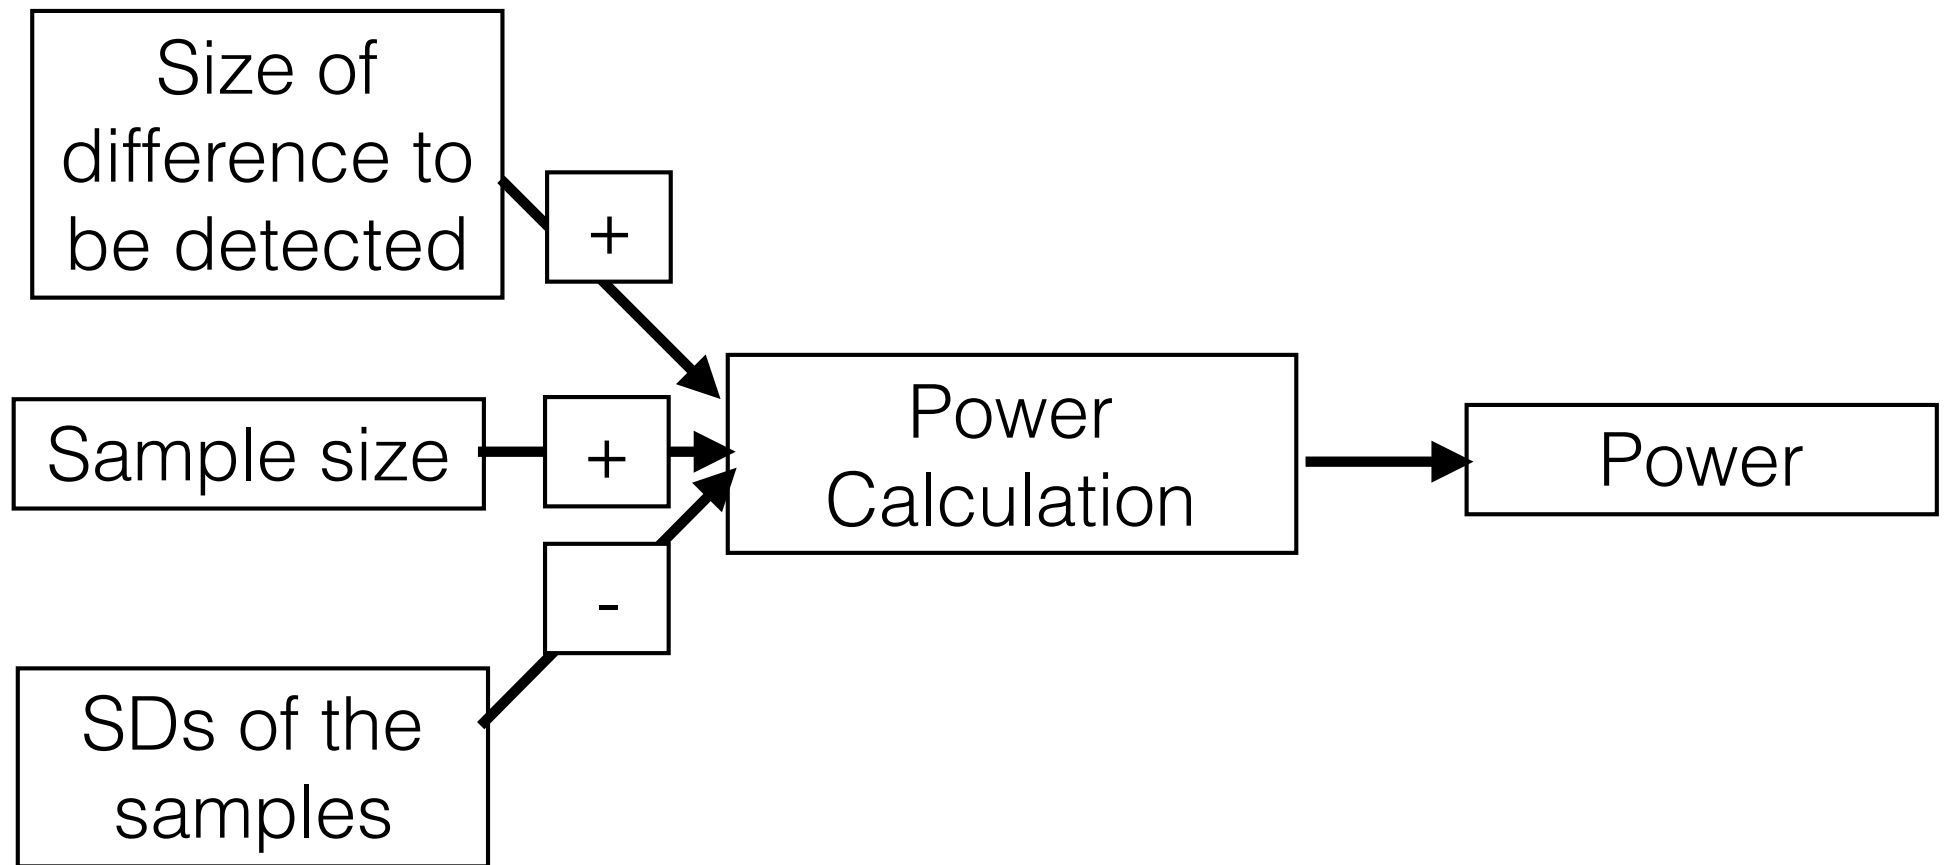 Size of
difference to
be detected
+
Sample size
+
Power
Calculation
Power
-
SDs of the
samples